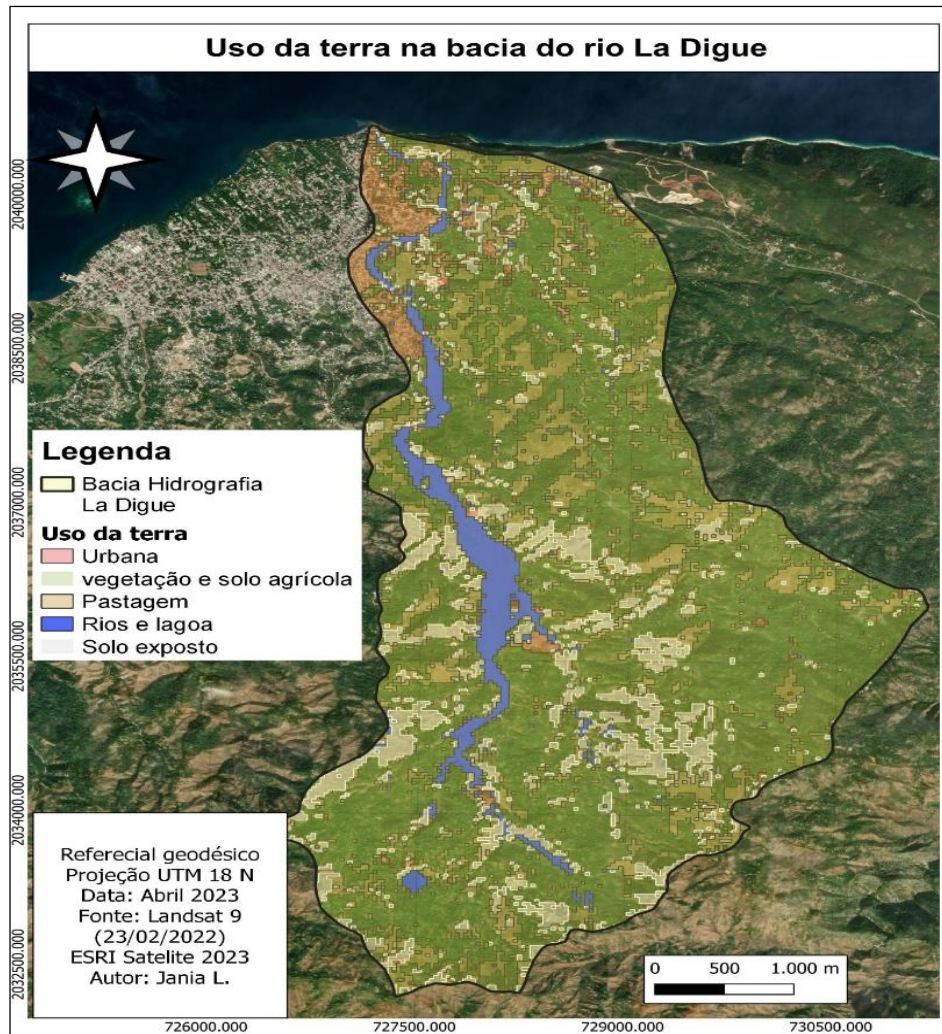 Uso da terra na bacia do rio La Digue
2040000.000
2038500.000
2037000.000
2035500.000
2034000.000
2032500.000
Legenda
Bacia Hidrografia
La Digue
Uso da terra
Urbana
vegetação e solo agrícola
Pastagem
Rios e lagoa
Solo exposto
Referecial geodésico
Projeção UTM 18 N
Data: Abril 2023
Fonte: Landsat 9
(23/02/2022)
ESRI Satelite 2023
Autor: Jania L.
0 500 1.000 m
726000.000 727500.000 729000.000 730500.000